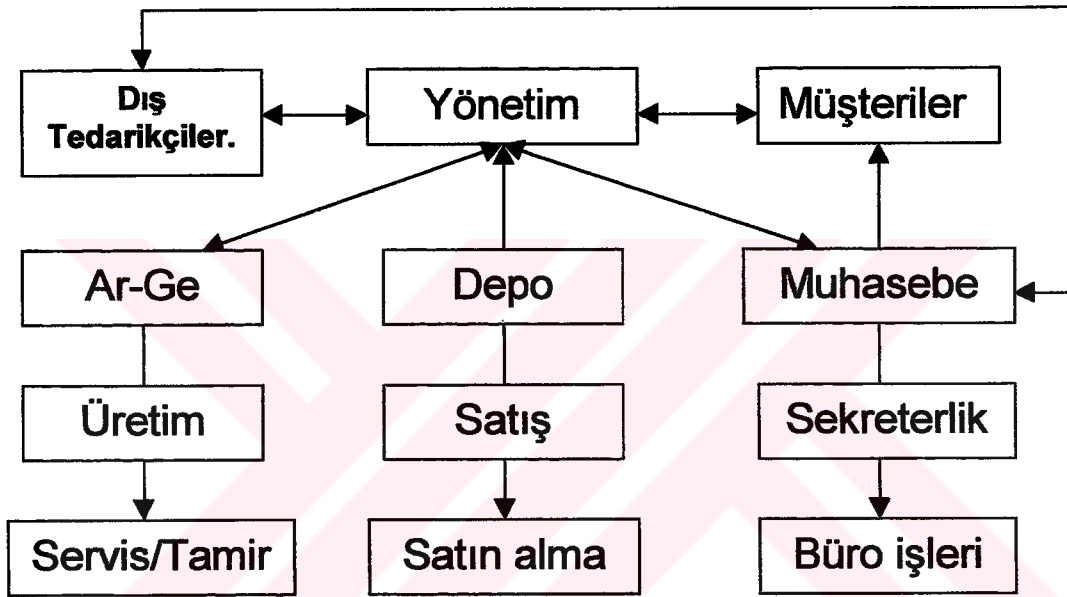 Dış
Tedarikçiler.
Yönetim
Müşteriler
Ar-Ge
Depo
Muhasebe
Üretim
Satış
Sekreterlik
Servis/Tamir
Satın alma
Büro işleri